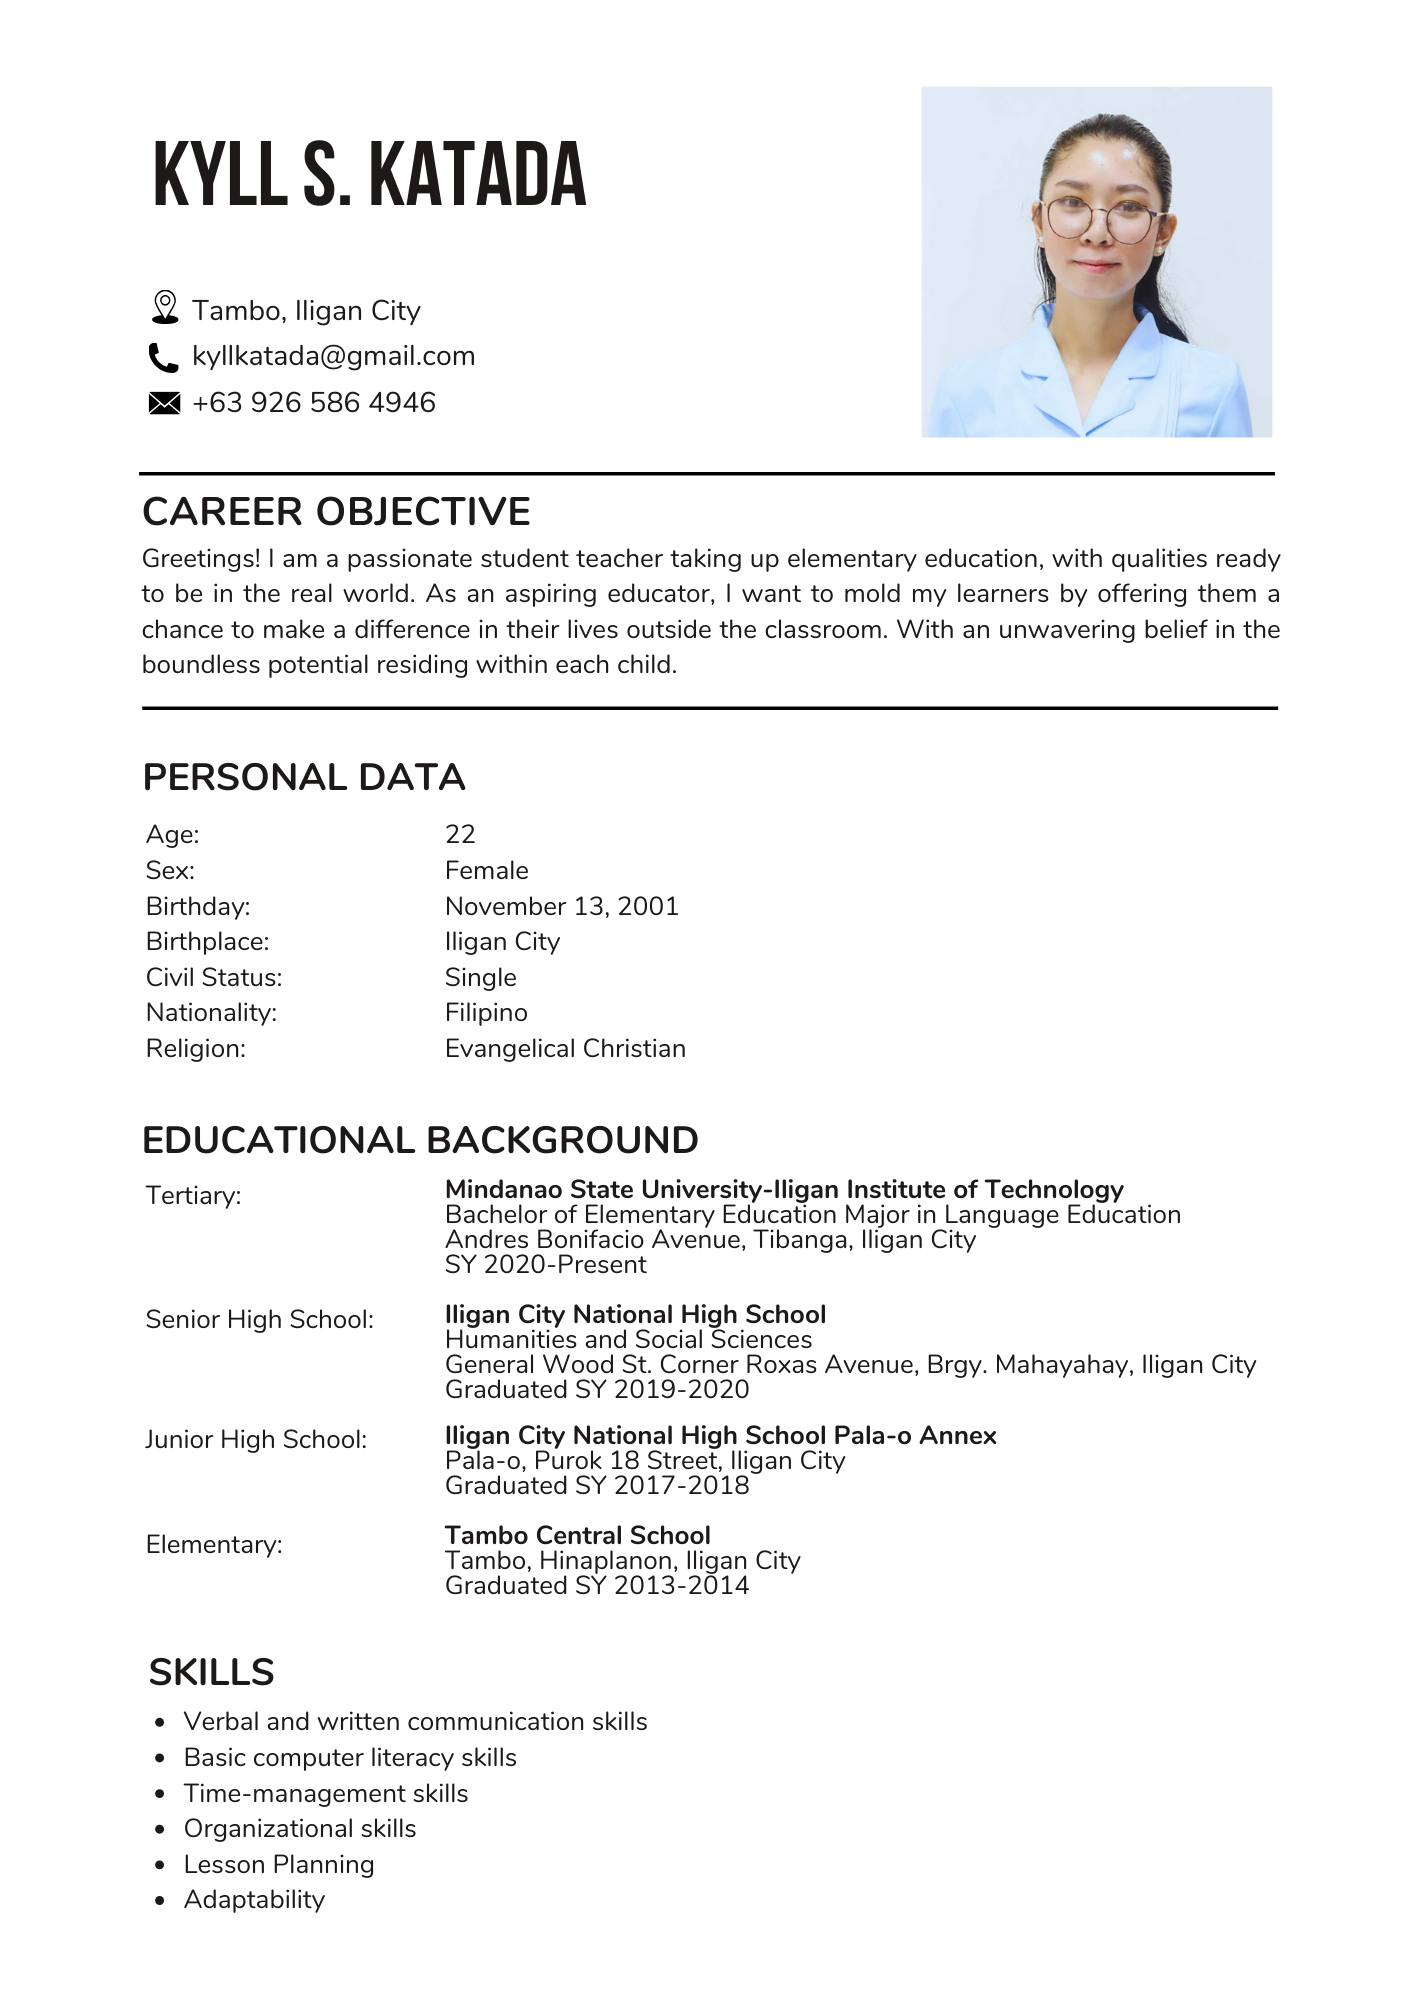 KYLL S. KATADA
Tambo, Iligan City
kyllkatada@gmail.com
+63 926 586 4946
CAREER OBJECTIVE
Greetings! I am a passionate student teacher taking up elementary education, with qualities ready
to be in the real world. As an aspiring educator, I want to mold my learners by offering them a
chance to make a difference in their lives outside the classroom. With an unwavering belief in the
boundless potential residing within each child.
PERSONAL DATA
Age: 22
Sex: Female
Birthday: November 13, 2001
Birthplace: Iligan City
Civil Status: Single
Nationality: Filipino
Religion: Evangelical Christian
EDUCATIONAL BACKGROUND
Tertiary: Mindanao State University-Iligan Institute of Technology
Bachelor of Elementary Education Major in Language Education
Andres Bonifacio Avenue, Tibanga, Iligan City
SY 2020-Present
Senior High School: Iligan City National High School
Humanities and Social Sciences
General Wood St. Corner Roxas Avenue, Brgy. Mahayahay, Iligan City
Graduated SY 2019-2020
Junior High School: Iligan City National High School Pala-o Annex
Pala-o, Purok 18 Street, Iligan City
Graduated SY 2017-2018
Elementary: Tambo Central School
Tambo, Hinaplanon, Iligan City
Graduated SY 2013-2014
SKILLS
• Verbal and written communication skills
• Basic computer literacy skills
• Time-management skills
• Organizational skills
• Lesson Planning
• Adaptability